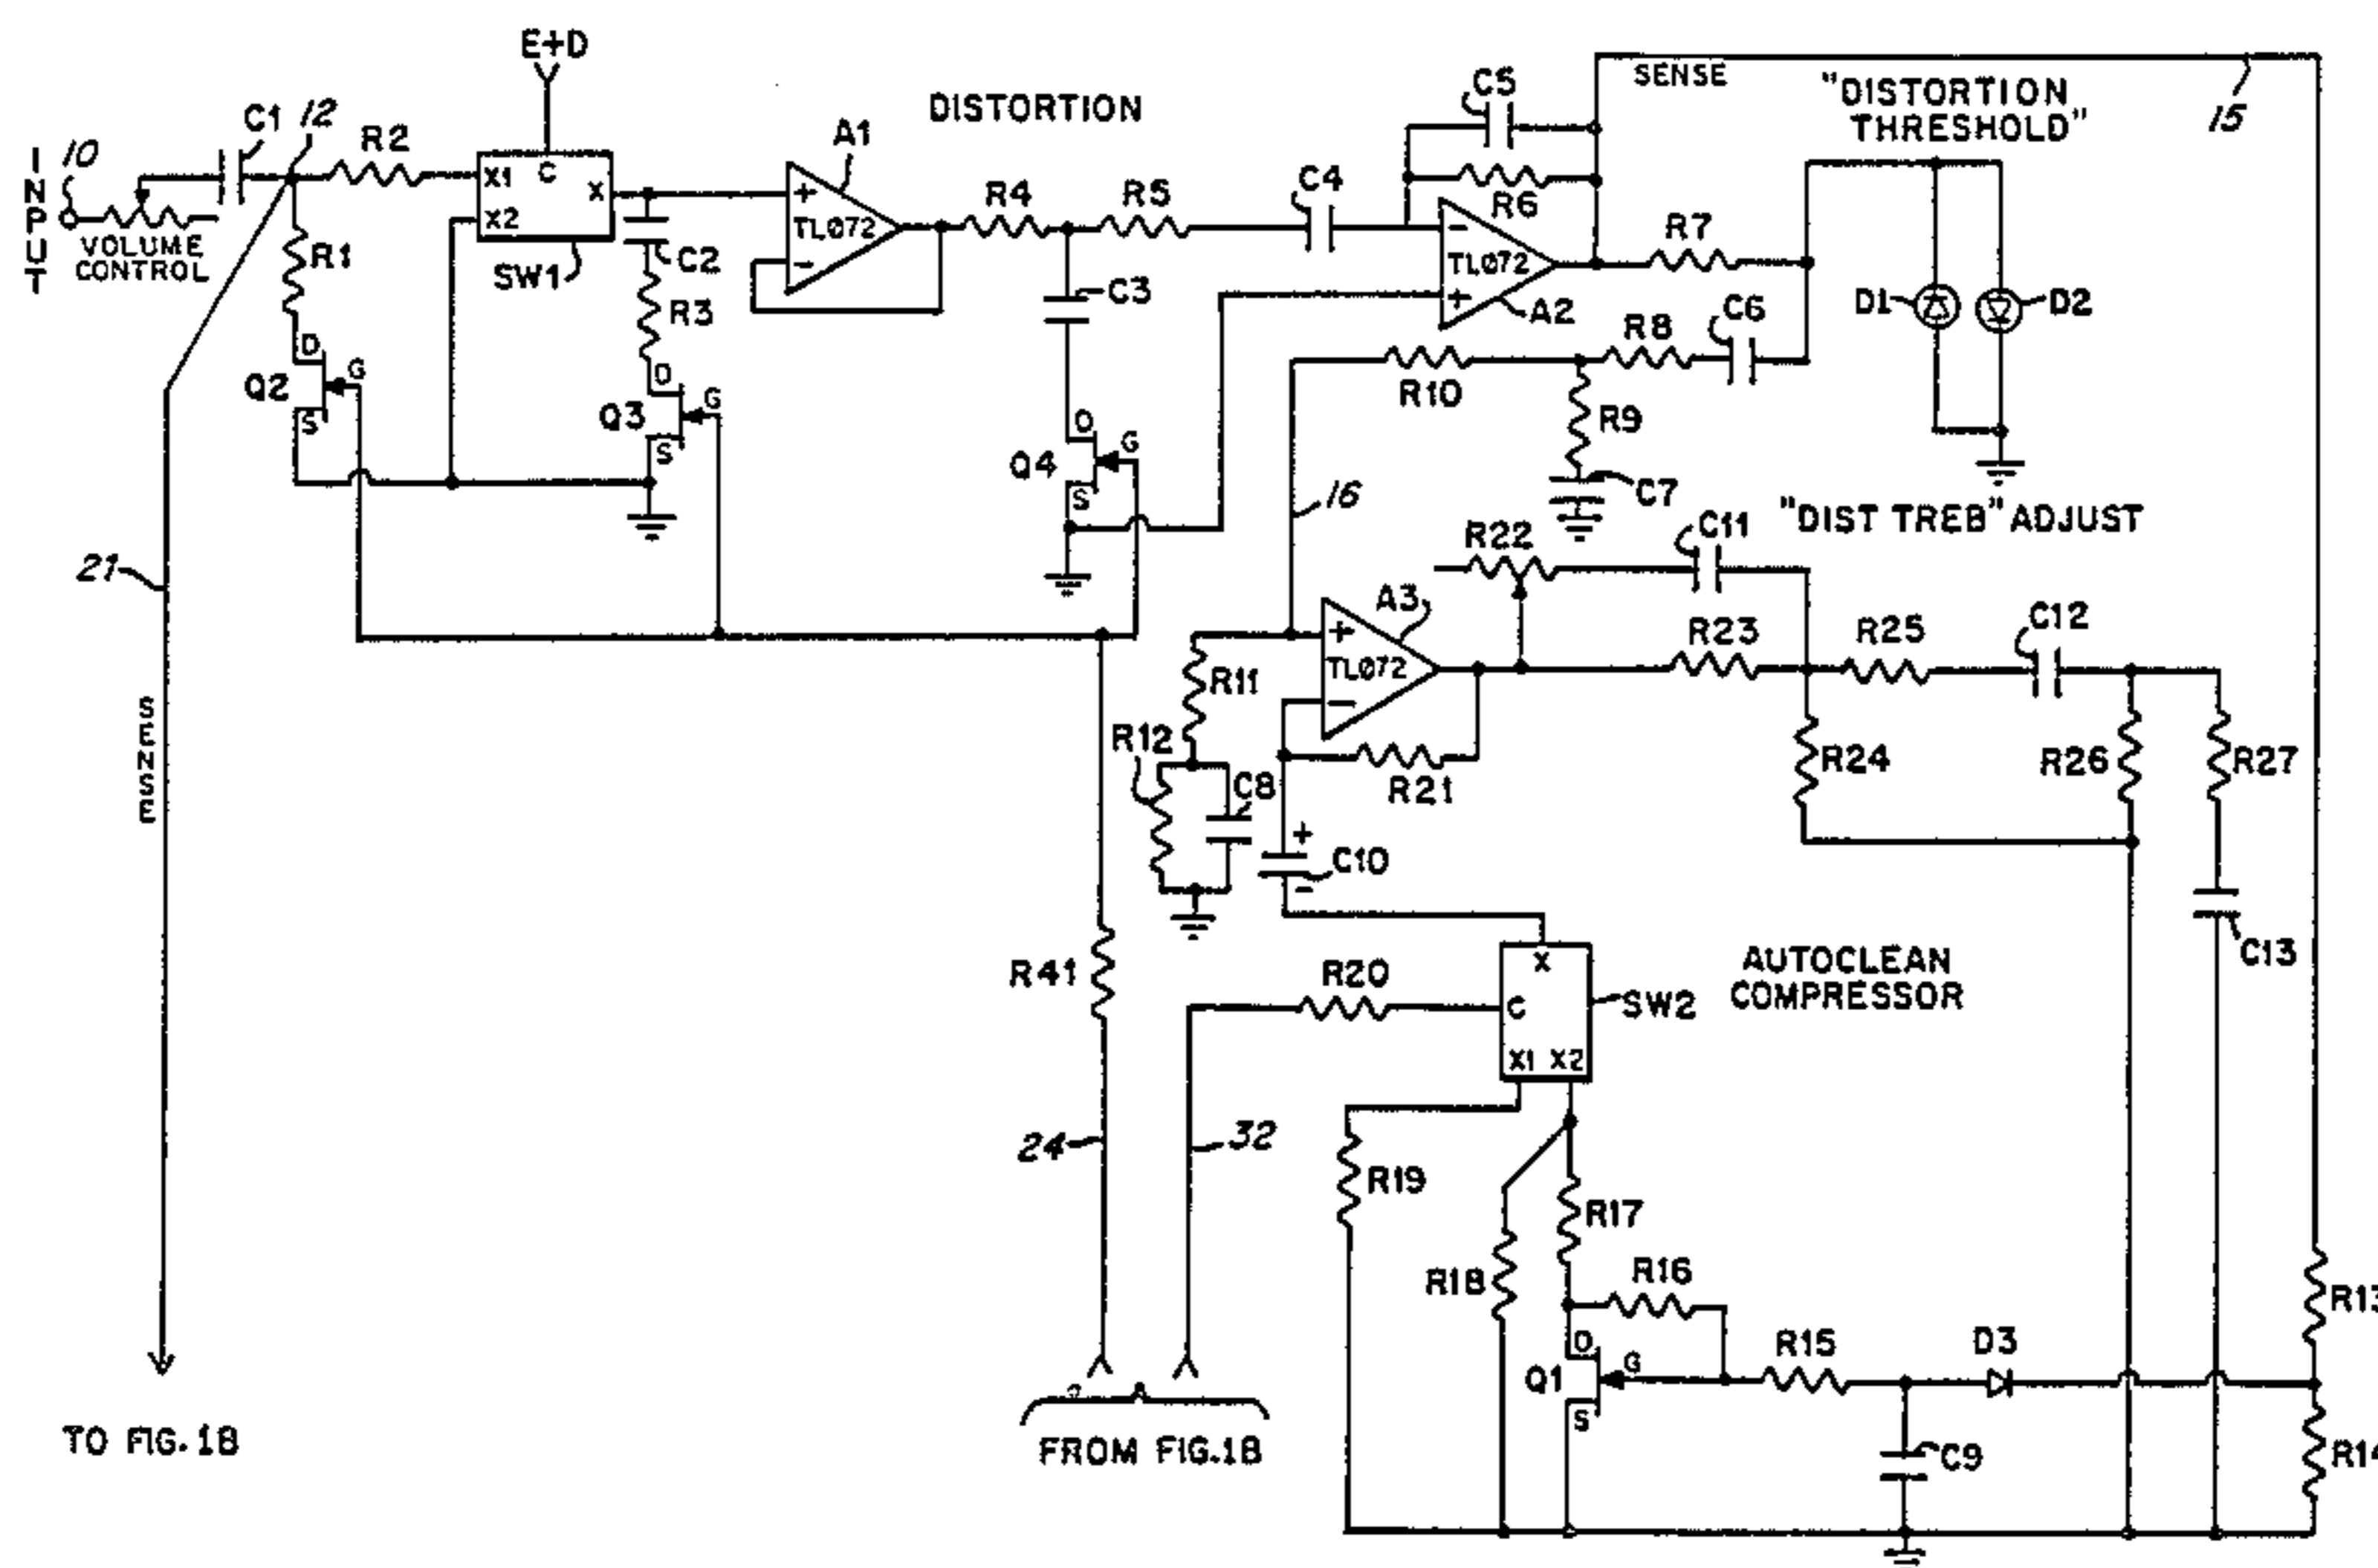 E+D
INPUT
10
VOLUME
CONTROL
C1
12
R2
R1
X1
C
X
X2
SW1
C2
R3
A1
+
TL072
-
DISTORTION
R4
R5
C3
C4
C5
R6
-
TL072
+
A2
SENSE
"DISTORTION
THRESHOLD"
15
R7
D1
D2
R8
C6
R10
R9
C7
16
Q2
D
G
S
Q3
D
G
S
Q4
D
G
S
21
SENSE
"DIST TREB" ADJUST
R22
C11
A3
+
TL072
-
R23
R25
C12
R11
R12
C8
R21
R24
R26
R27
+
C10
-
C13
R41
R20
X
C
X1 X2
SW2
AUTOCLEAN
COMPRESSOR
24
32
R19
R17
R18
R16
R13
D
Q1
G
S
R15
D3
C9
R14
TO FIG. 1B
FROM FIG. 1B